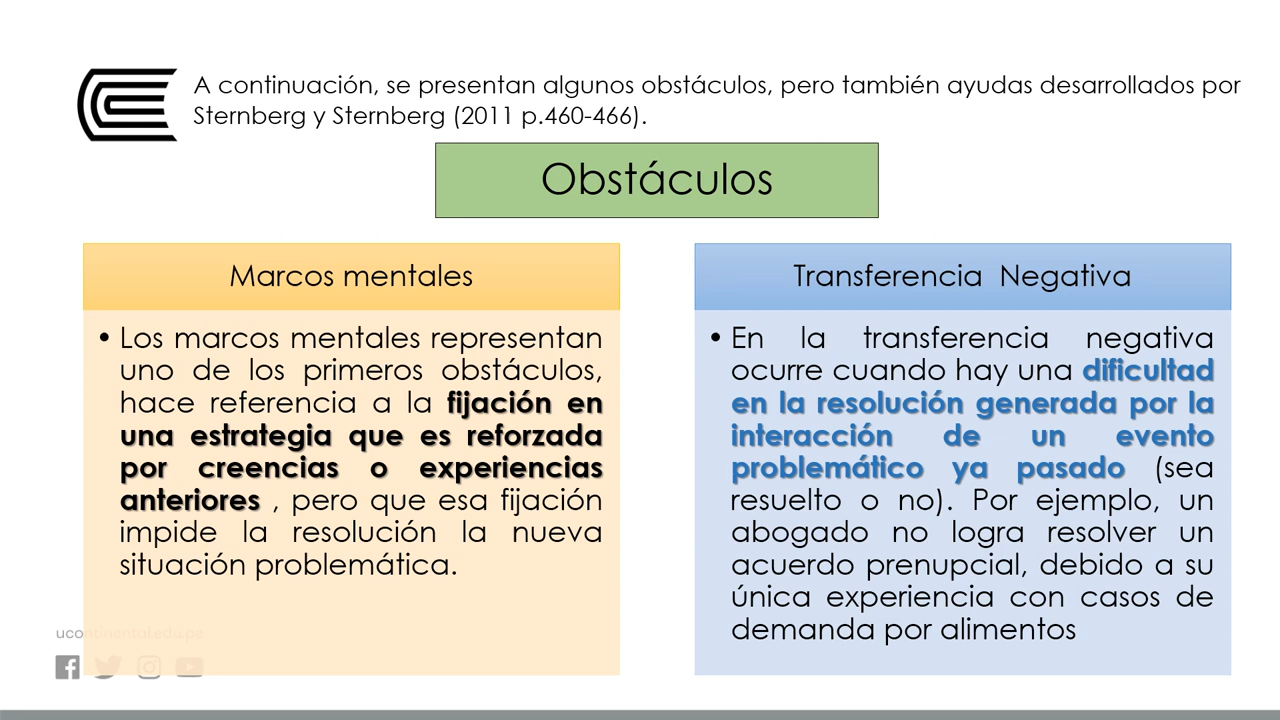 A continuación, se presentan algunos obstáculos, pero también ayudas desarrollados por
Sternberg y Sternberg (2011 p.460-466).
Obstáculos
Marcos mentales
• Los marcos mentales representan
uno de los primeros obstáculos,
hace referencia a la fijación en
una estrategia que es reforzada
por creencias o experiencias
anteriores , pero que esa fijación
impide la resolución la nueva
situación problemática.
Transferencia Negativa
• En la transferencia negativa
ocurre cuando hay una dificultad
en la resolución generada por la
interacción de un evento
problemático ya pasado (sea
resuelto o no). Por ejemplo, un
abogado no logra resolver un
acuerdo prenupcial, debido a su
única experiencia con casos de
demanda por alimentos
ucontinental.edu.pe